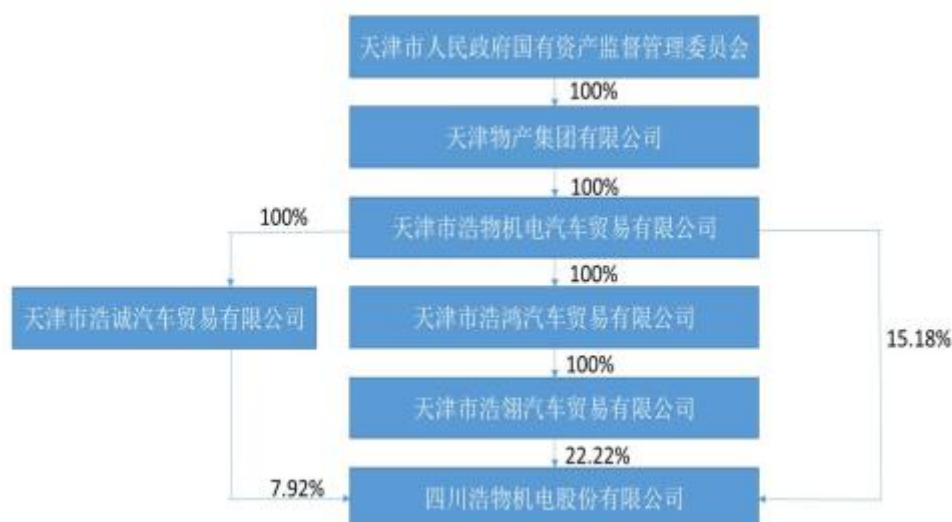 天津市人民政府国有资产监督管理委员会
100%
天津物产集团有限公司
100%
100%
天津市浩物机电汽车贸易有限公司
100%
天津市浩诚汽车贸易有限公司
天津市浩鸿汽车贸易有限公司
15.18%
100%
天津市浩翎汽车贸易有限公司
22.22%
7.92%
四川浩物机电股份有限公司